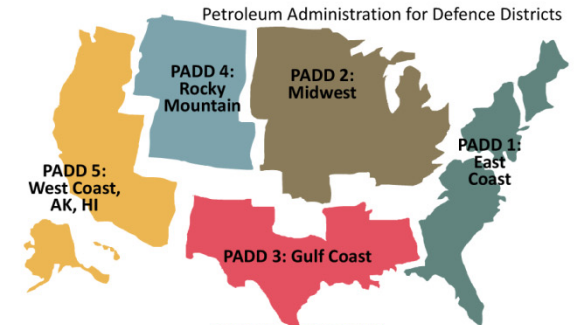 Petroleum Administration for Defence Districts
PADD 4:
Rocky
Mountain
PADD 2:
Midwest
PADD 1:
East
Coast
PADD 5:
West Coast,
AK, HI
PADD 3: Gulf Coast